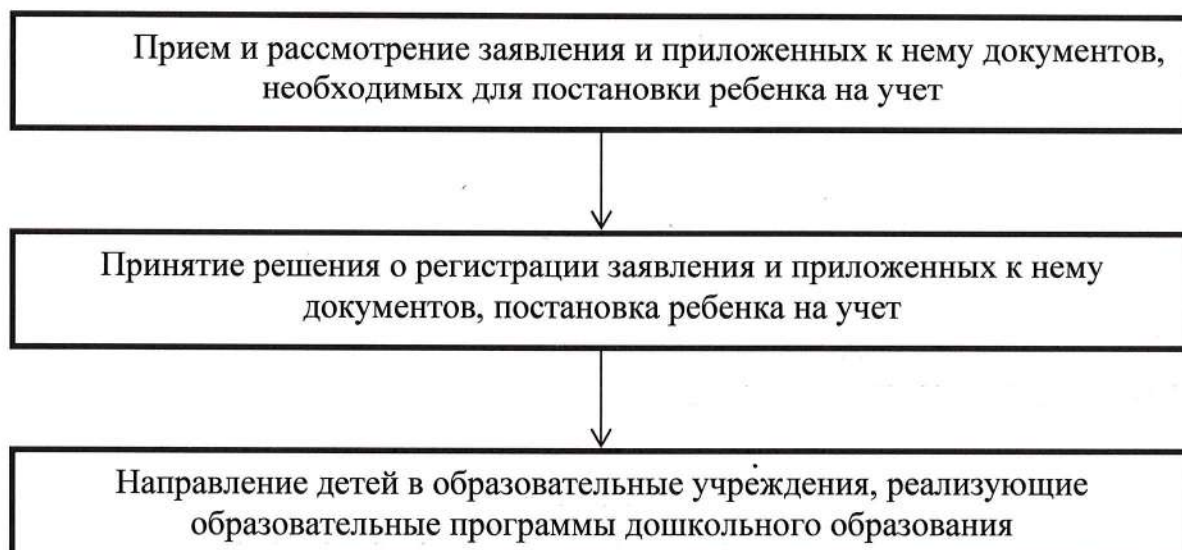 Прием и рассмотрение заявления и приложенных к нему документов,
необходимых для постановки ребенка на учет
Принятие решения о регистрации заявления и приложенных к нему
документов, постановка ребенка на учет
Направление детей в образовательные учреждения, реализующие
образовательные программы дошкольного образования